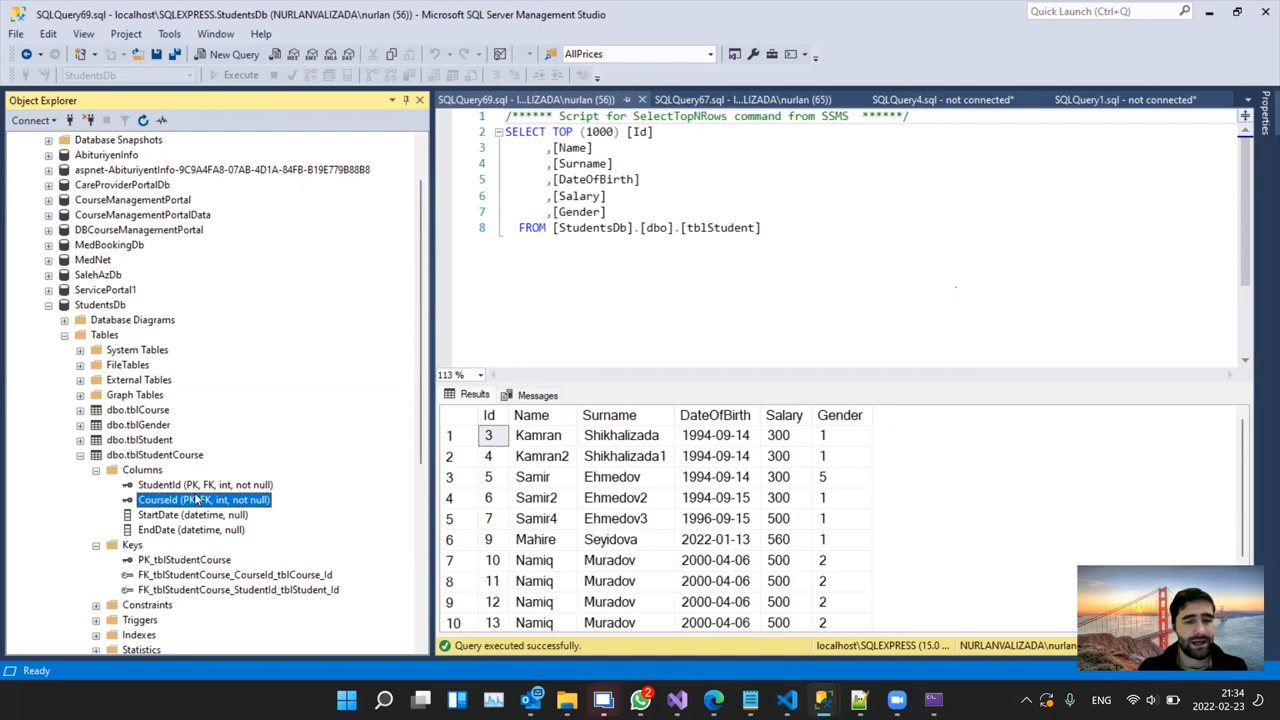 SQLQuery69.sql - localhost\SQLEXPRESS.StudentsDb (NURLANVALIZADA\nurlan (56)) - Microsoft SQL Server Management Studio
Quick Launch (Ctrl+Q)
File Edit View Project Tools Window Help
New Query
AllPrices
StudentsDb
Execute
Object Explorer
SQLQuery69.sql - l...LIZADA\nurlan (56))
SQLQuery67.sql - l...LIZADA\nurlan (65))
SQLQuery4.sql - not connected*
SQLQuery1.sql - not connected*
Properties
Connect
Database Snapshots
AbituriyenInfo
aspnet-AbituriyentInfo-9C9A4FA8-07AB-4D1A-84FB-B19E779B88B8
CareProviderPortalDb
CourseManagementPortal
CourseManagementPortalData
DBCourseManagementPortal
MedBookingDb
MedNet
SalehAzDb
ServicePortal1
StudentsDb
Database Diagrams
Tables
System Tables
FileTables
External Tables
Graph Tables
dbo.tblCourse
dbo.tblGender
dbo.tblStudent
dbo.tblStudentCourse
Columns
StudentId (PK, FK, int, not null)
CourseId (PK, FK, int, not null)
StartDate (datetime, null)
EndDate (datetime, null)
Keys
PK_tblStudentCourse
FK_tblStudentCourse_CourseId_tblCourse_Id
FK_tblStudentCourse_StudentId_tblStudent_Id
Constraints
Triggers
Indexes
Statistics
1 /****** Script for SelectTopNRows command from SSMS ******/
2 SELECT TOP (1000) [Id]
3 ,[Name]
4 ,[Surname]
5 ,[DateOfBirth]
6 ,[Salary]
7 ,[Gender]
8 FROM [StudentsDb].[dbo].[tblStudent]
113 %
Results Messages
Id Name Surname DateOfBirth Salary Gender
1 3 Kamran Shikhalizada 1994-09-14 300 1
2 4 Kamran2 Shikhalizada1 1994-09-14 300 1
3 5 Samir Ehmedov 1994-09-14 300 5
4 6 Samir2 Ehmedov2 1994-09-15 300 1
5 7 Samir4 Ehmedov3 1996-09-15 500 1
6 9 Mahire Seyidova 2022-01-13 560 1
7 10 Namiq Muradov 2000-04-06 500 2
8 11 Namiq Muradov 2000-04-06 500 2
9 12 Namiq Muradov 2000-04-06 500 2
10 13 Namiq Muradov 2000-04-06 500 2
Query executed successfully.
localhost\SQLEXPRESS (15.0 ...
NURLANVALIZADA\nurlan
Ready
2
ENG
21:34
2022-02-23